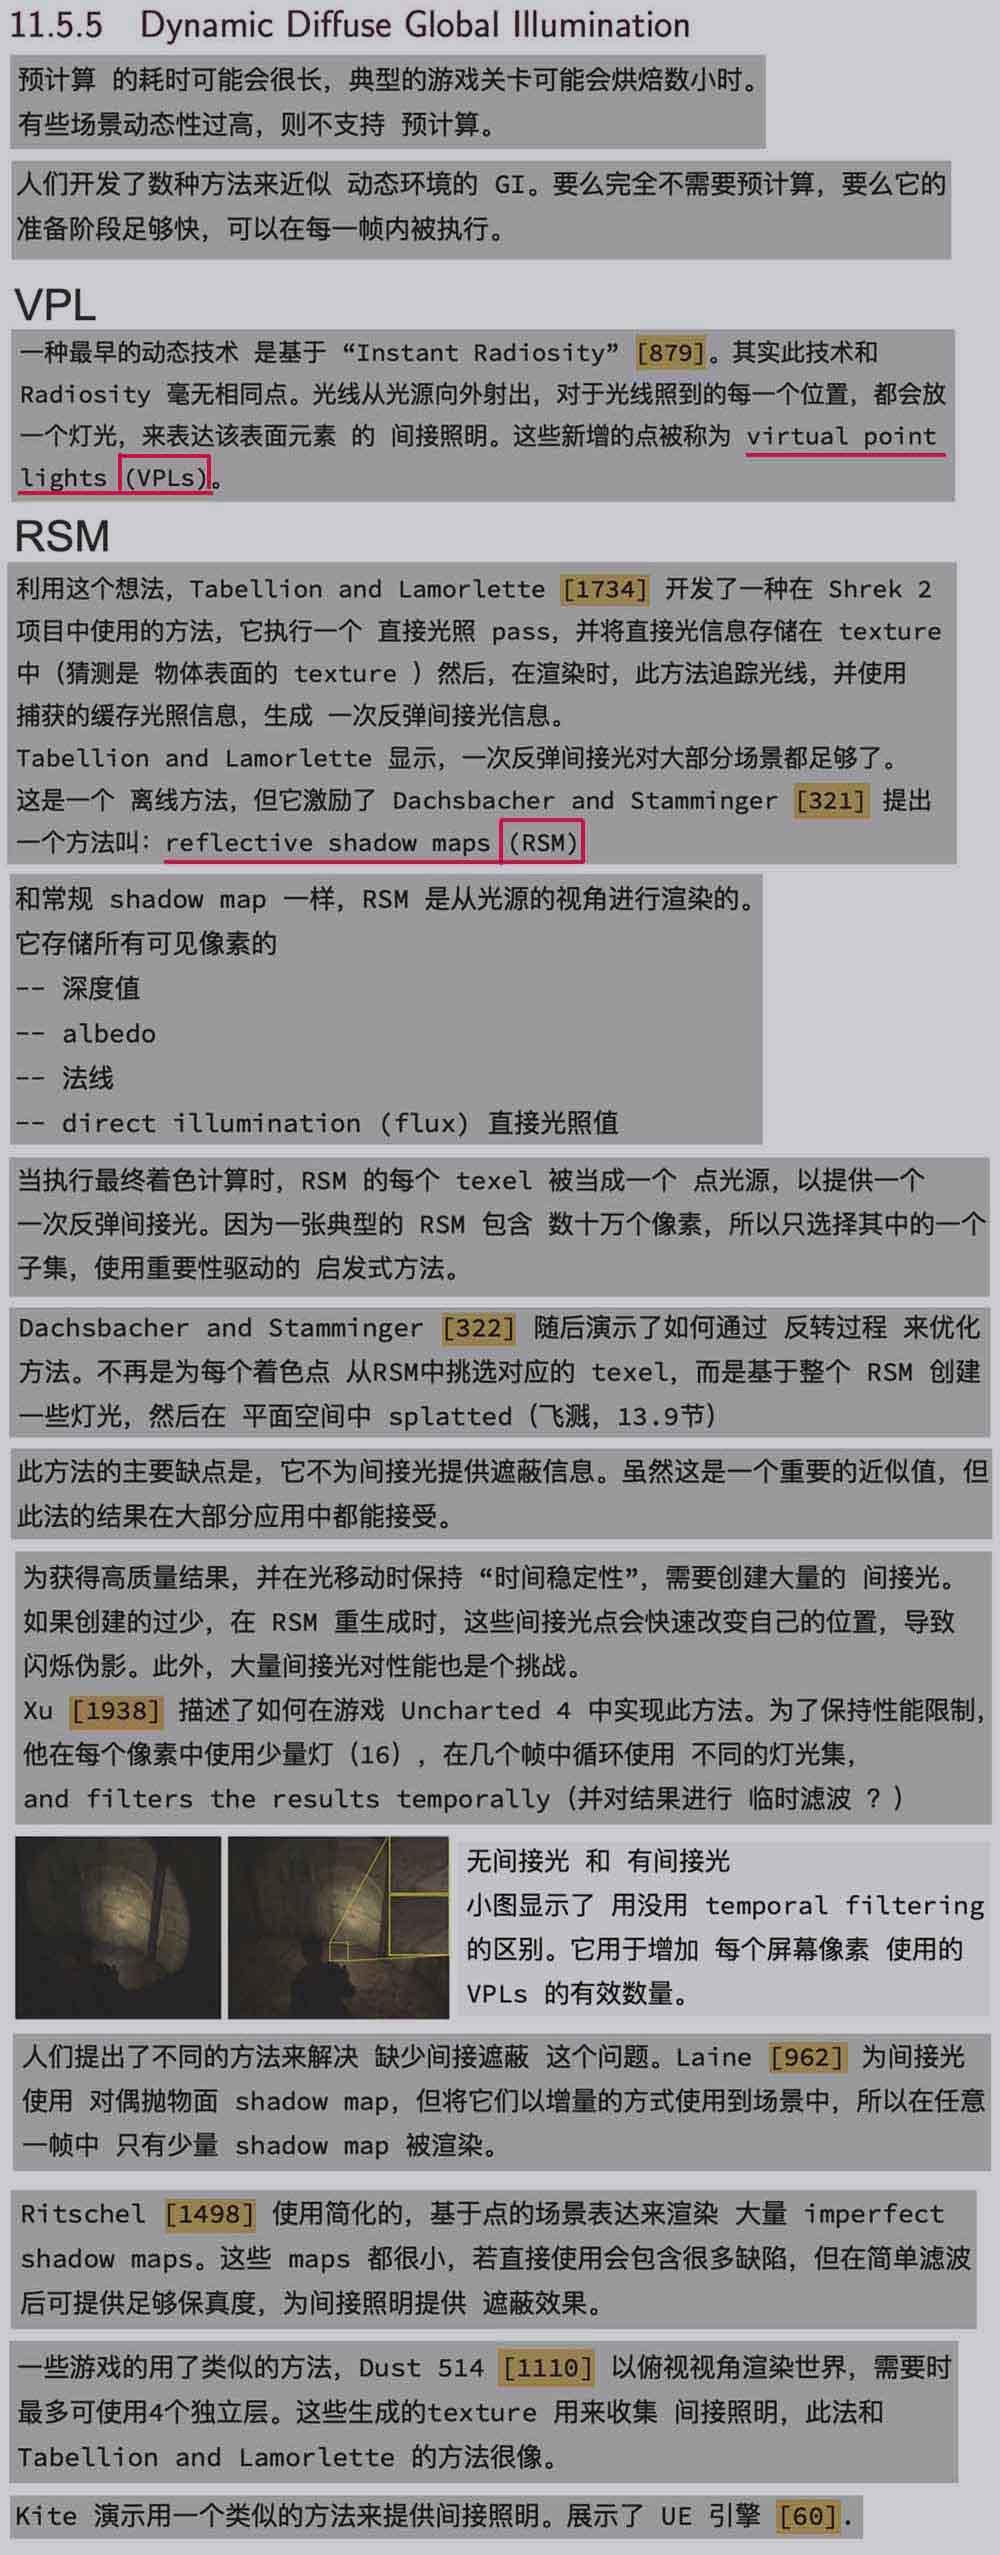 11.5.5 Dynamic Diffuse Global Illumination
预计算 的耗时可能会很长，典型的游戏关卡可能会烘焙数小时。
有些场景动态性过高，则不支持 预计算。
人们开发了数种方法来近似 动态环境的 GI。要么完全不需要预计算，要么它的
准备阶段足够快，可以在每一帧内被执行。
VPL
一种最早的动态技术 是基于 “Instant Radiosity” [879]。其实此技术和
Radiosity 毫无相同点。光线从光源向外射出，对于光线照到的每一个位置，都会放
一个灯光，来表达该表面元素 的 间接照明。这些新增的点被称为 virtual point
lights (VPLs)。
RSM
利用这个想法，Tabellion and Lamorlette [1734] 开发了一种在 Shrek 2
项目中使用的方法，它执行一个 直接光照 pass，并将直接光信息存储在 texture
中（猜测是 物体表面的 texture ）然后，在渲染时，此方法追踪光线，并使用
捕获的缓存光照信息，生成 一次反弹间接光信息。
Tabellion and Lamorlette 显示，一次反弹间接光对大部分场景都足够了。
这是一个 离线方法，但它激励了 Dachsbacher and Stamminger [321] 提出
一个方法叫：reflective shadow maps (RSM)
和常规 shadow map 一样，RSM 是从光源的视角进行渲染的。
它存储所有可见像素的
-- 深度值
-- albedo
-- 法线
-- direct illumination (flux) 直接光照值
当执行最终着色计算时，RSM 的每个 texel 被当成一个 点光源，以提供一个
一次反弹间接光。因为一张典型的 RSM 包含 数十万个像素，所以只选择其中的一个
子集，使用重要性驱动的 启发式方法。
Dachsbacher and Stamminger [322] 随后演示了如何通过 反转过程 来优化
方法。不再是为每个着色点 从RSM中挑选对应的 texel，而是基于整个 RSM 创建
一些灯光，然后在 平面空间中 splatted（飞溅，13.9节）
此方法的主要缺点是，它不为间接光提供遮蔽信息。虽然这是一个重要的近似值，但
此法的结果在大部分应用中都能接受。
为获得高质量结果，并在光移动时保持 “时间稳定性”，需要创建大量的 间接光。
如果创建的过少，在 RSM 重生成时，这些间接光点会快速改变自己的位置，导致
闪烁伪影。此外，大量间接光对性能也是个挑战。
Xu [1938] 描述了如何在游戏 Uncharted 4 中实现此方法。为了保持性能限制，
他在每个像素中使用少量灯（16），在几个帧中循环使用 不同的灯光集，
and filters the results temporally（并对结果进行 临时滤波 ？）
无间接光 和 有间接光
小图显示了 用没用 temporal filtering
的区别。它用于增加 每个屏幕像素 使用的
VPLs 的有效数量。
人们提出了不同的方法来解决 缺少间接遮蔽 这个问题。Laine [962] 为间接光
使用 对偶抛物面 shadow map，但将它们以增量的方式使用到场景中，所以在任意
一帧中 只有少量 shadow map 被渲染。
Ritschel [1498] 使用简化的，基于点的场景表达来渲染 大量 imperfect
shadow maps。这些 maps 都很小，若直接使用会包含很多缺陷，但在简单滤波
后可提供足够保真度，为间接照明提供 遮蔽效果。
一些游戏的用了类似的方法，Dust 514 [1110] 以俯视视角渲染世界，需要时
最多可使用4个独立层。这些生成的texture 用来收集 间接照明，此法和
Tabellion and Lamorlette 的方法很像。
Kite 演示用一个类似的方法来提供间接照明。展示了 UE 引擎 [60].